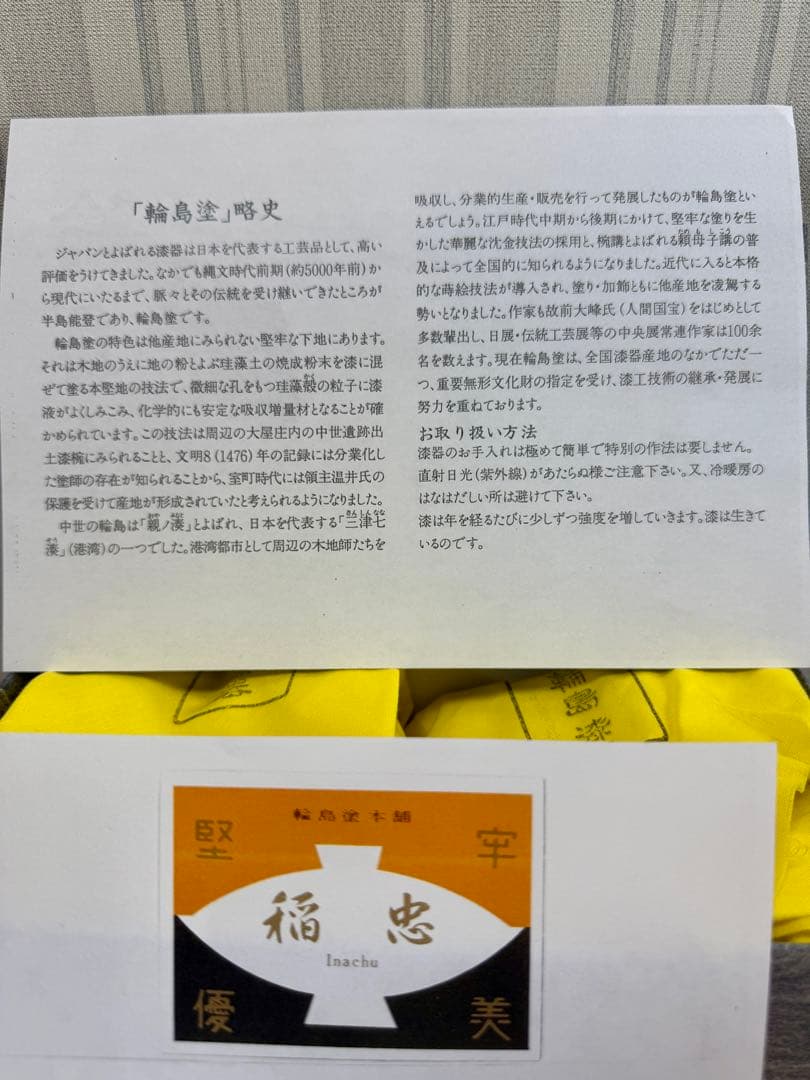 「輪島塗」略史
ジャパンとよばれる漆器は日本を代表する工芸品として、高い
評価をうけてきました。なかでも縄文時代前期(約5000年前)か
ら現代にいたるまで、脈々とその伝統を受け継いできたところが
半島能登であり、輪島塗です。
輪島塗の特色は他産地にみられない堅牢な下地にあります。
それは木地のうえに地の粉とよぶ珪藻土の焼成粉末を漆に混
ぜて塗る本堅地の技法で、微細な孔をもつ珪藻殻の粒子に漆
液がよくしみこみ、化学的にも安定な吸収増量材となることが確
かめられています。この技法は周辺の大屋庄内の中世遺跡出
土漆椀にみられることと、文明8(1476)年の記録には分業化し
た塗師の存在が知られることから、室町時代には領主温井氏の
保護を受けて産地が形成されていたと考えられるようになりました。
中世の輪島は「親ノ湊」とよばれ、日本を代表する「三津七
湊」(港湾)の一つでした。港湾都市として周辺の木地師たちを
吸収し、分業的生産・販売を行って発展したものが輪島塗とい
えるでしょう。江戸時代中期から後期にかけて、堅牢な塗りを生
かした華麗な沈金技法の採用と、椀講とよばれる頼母子講の普
及によって全国的に知られるようになりました。近代に入ると本格
的な蒔絵技法が導入され、塗り・加飾ともに他産地を凌駕する
勢いとなりました。作家も故前大峰氏(人間国宝)をはじめとして
多数輩出し、日展・伝統工芸展等の中央展常連作家は100余
名を数えます。現在輪島塗は、全国漆器産地のなかでただ一
つ、重要無形文化財の指定を受け、漆工技術の継承・発展に
努力を重ねております。
お取り扱い方法
漆器のお手入れは極めて簡単で特別の作法は要しません。
直射日光(紫外線)があたらぬ様ご注意下さい。又、冷暖房の
はなはだしい所は避けて下さい。
漆は年を経るたびに少しずつ強度を増していきます。漆は生きて
いるのです。
島
輪島漆
輪島塗本舗
堅牢
稲忠
Inachu
優美